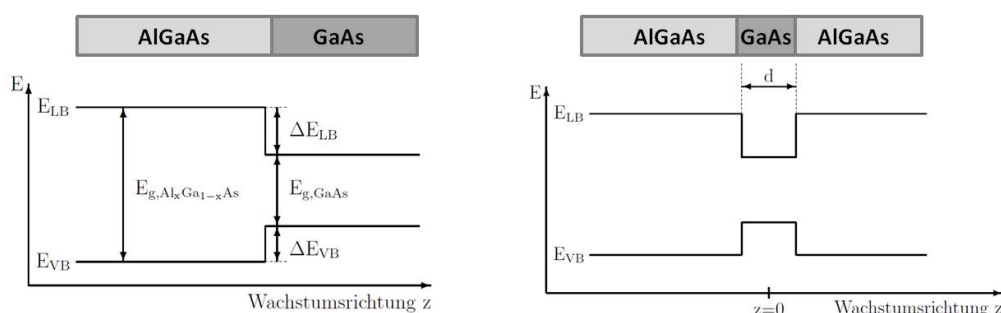 AlGaAs GaAs
E
E_LB
ΔE_LB
E_g,Al_xGa_1−xAs
E_g,GaAs
E_VB
ΔE_VB
Wachstumsrichtung z
AlGaAs GaAs AlGaAs
d
E
E_LB
E_VB
z=0
Wachstumsrichtung z